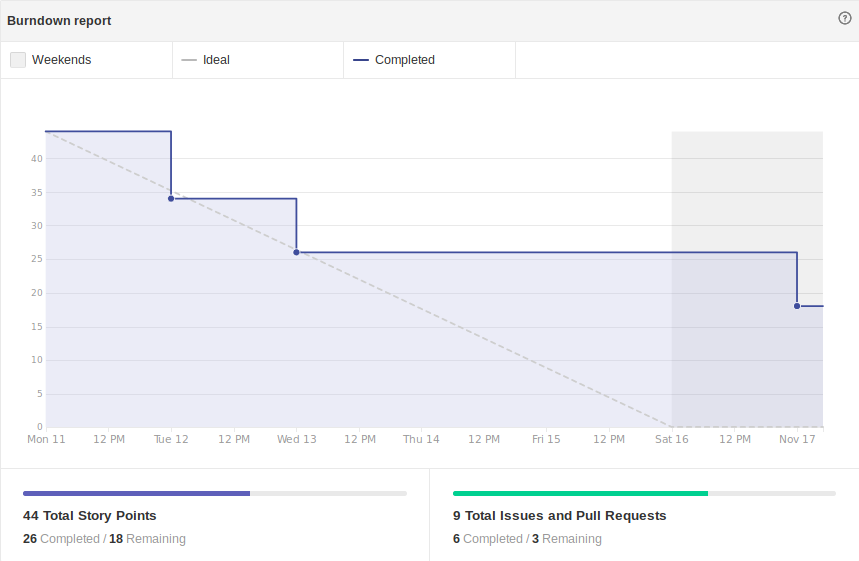 Burndown report
Weekends
Ideal
Completed
40
35
30
25
20
15
10
5
0
Mon 11 12 PM Tue 12 12 PM Wed 13 12 PM Thu 14 12 PM Fri 15 12 PM Sat 16 12 PM Nov 17
44 Total Story Points
26 Completed / 18 Remaining
9 Total Issues and Pull Requests
6 Completed / 3 Remaining